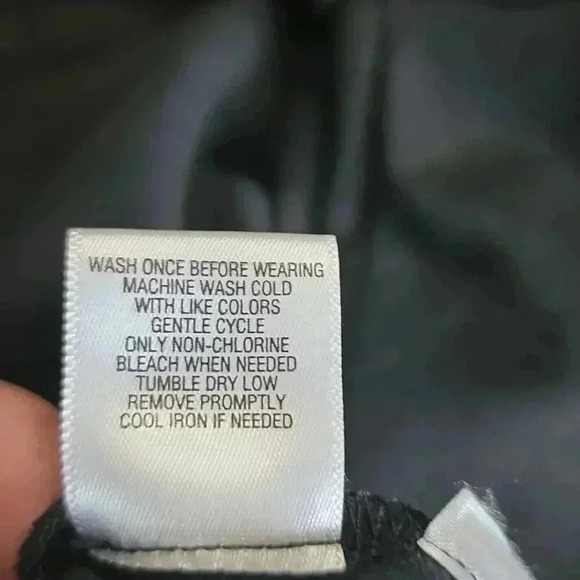 WASH ONCE BEFORE WEARING
MACHINE WASH COLD
WITH LIKE COLORS
GENTLE CYCLE
ONLY NON-CHLORINE
BLEACH WHEN NEEDED
TUMBLE DRY LOW
REMOVE PROMPTLY
COOL IRON IF NEEDED